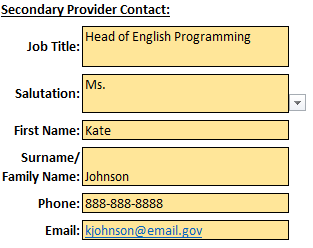 Secondary Provider Contact:
Job Title: Head of English Programming
Salutation: Ms.
First Name: Kate
Surname/
Family Name: Johnson
Phone: 888-888-8888
Email: kjohnson@email.gov